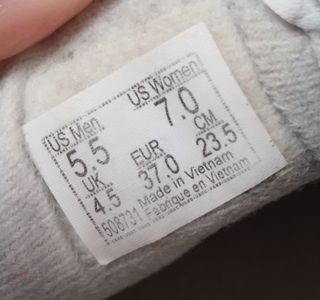 US Men US Women
5.5 7.0
UK EUR CM.
4.5 37.0 23.5
508731 Made in Vietnam
Fabriqué en Vietnam